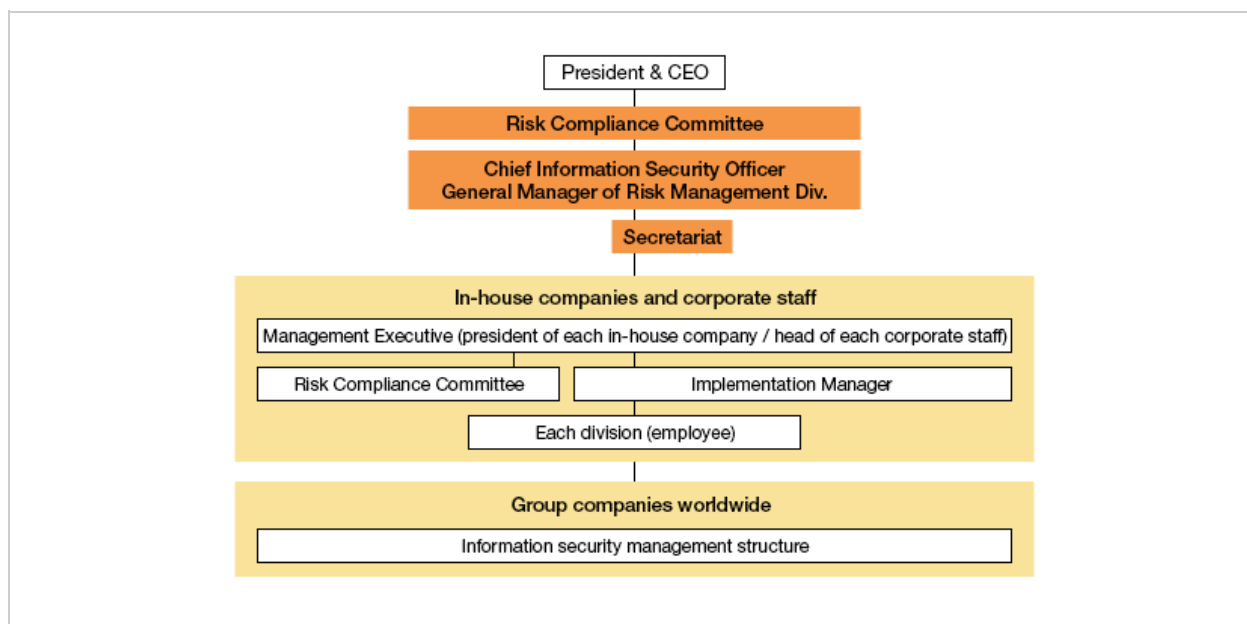 President & CEO
Risk Compliance Committee
Chief Information Security Officer
General Manager of Risk Management Div.
Secretariat
In-house companies and corporate staff
Management Executive (president of each in-house company / head of each corporate staff)
Risk Compliance Committee
Implementation Manager
Each division (employee)
Group companies worldwide
Information security management structure